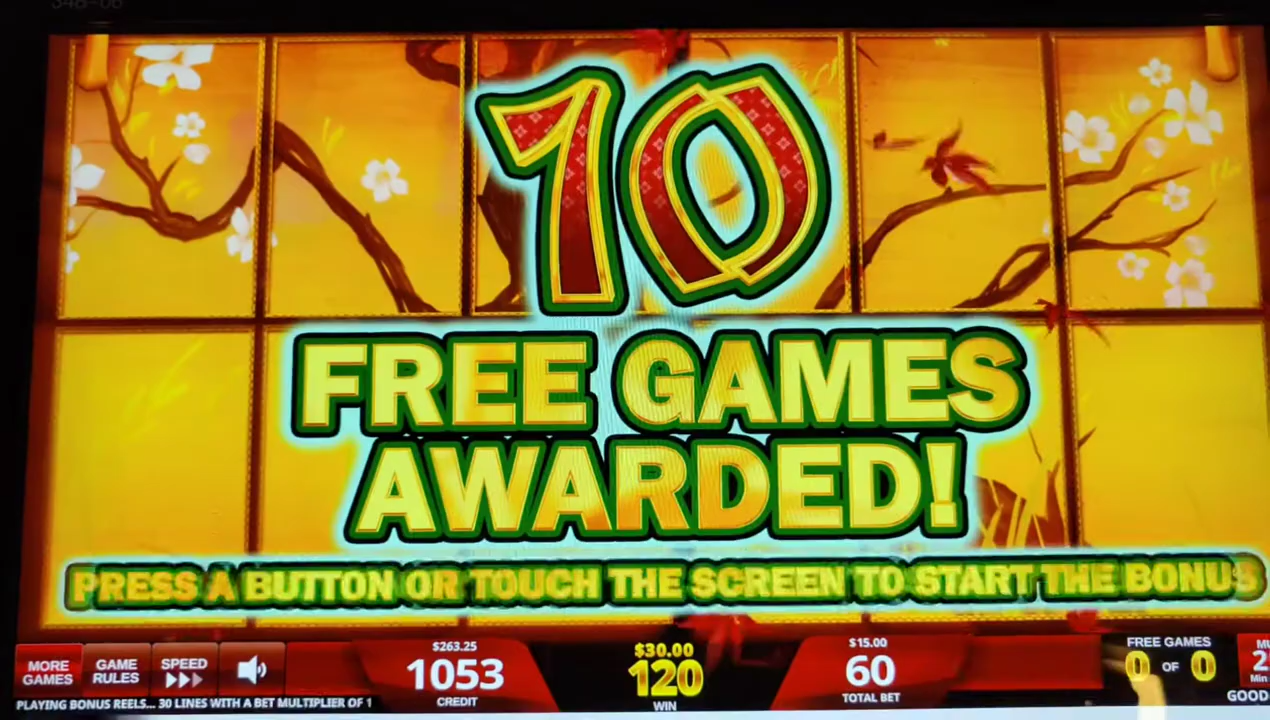 10
FREE GAMES
AWARDED!
PRESS A BUTTON OR TOUCH THE SCREEN TO START THE BONUS
MORE GAMES
GAME RULES
SPEED
$263.25
1053
CREDIT
$30.00
120
WIN
$15.00
60
TOTAL BET
FREE GAMES
0 OF 0
PLAYING BONUS REELS... 30 LINES WITH A BET MULTIPLIER OF 1